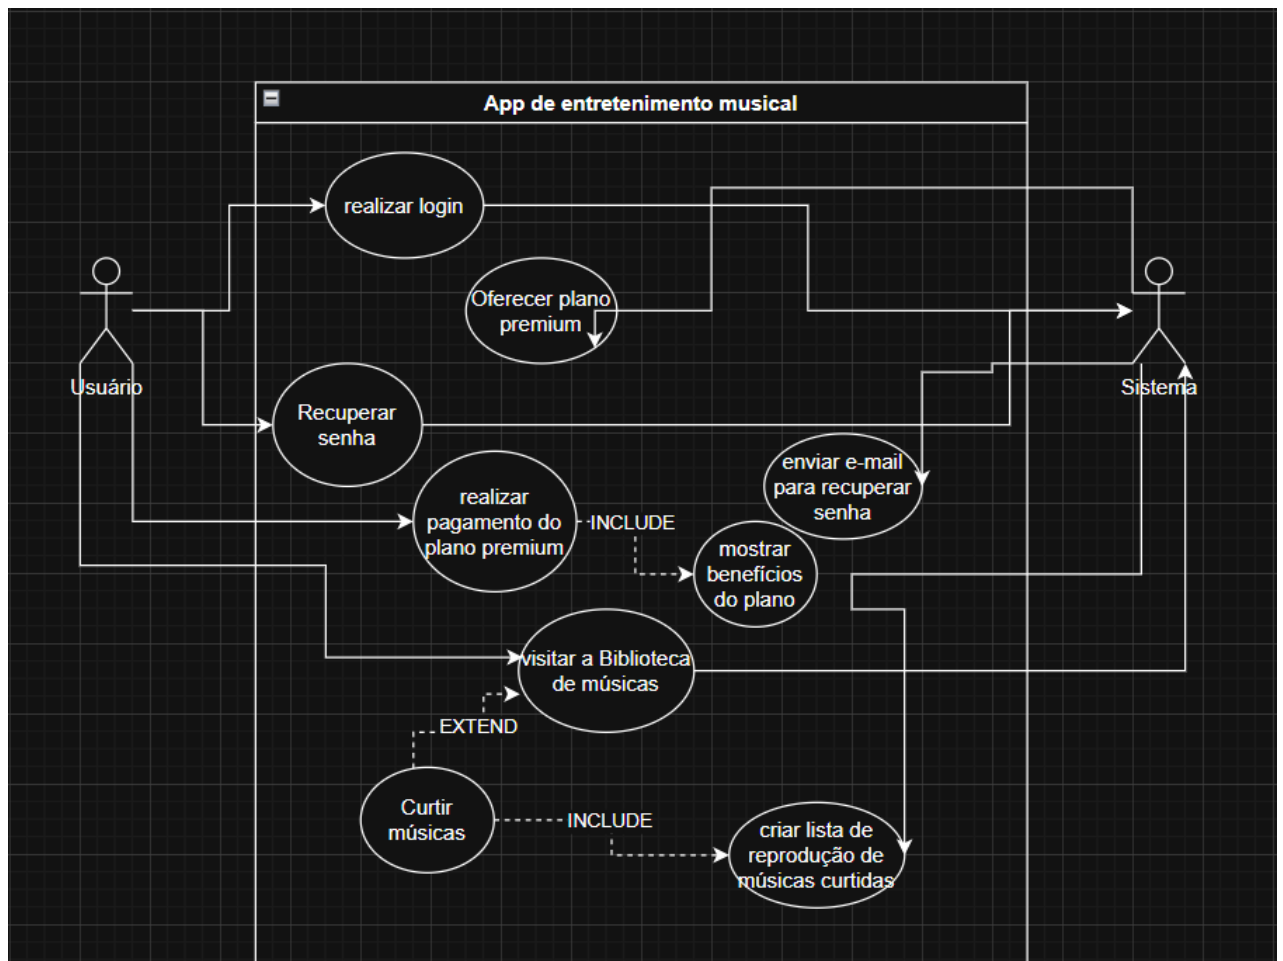 App de entretenimento musical
realizar login
Oferecer plano
premium
Usuário
Sistema
Recuperar
senha
enviar e-mail
para recuperar
senha
realizar
pagamento do
plano premium
INCLUDE
mostrar
benefícios
do plano
visitar a Biblioteca
de músicas
EXTEND
Curtir
músicas
INCLUDE
criar lista de
reprodução de
músicas curtidas